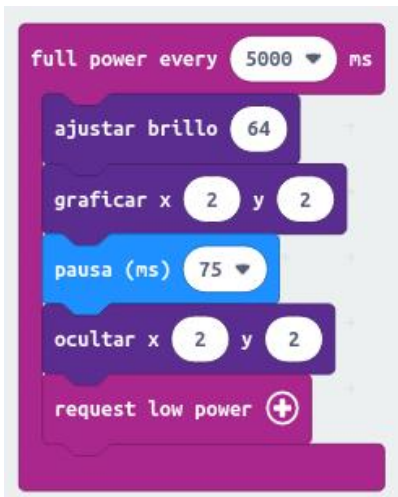 full power every 5000 ms
ajustar brillo 64
graficar x 2 y 2
pausa (ms) 75
ocultar x 2 y 2
request low power